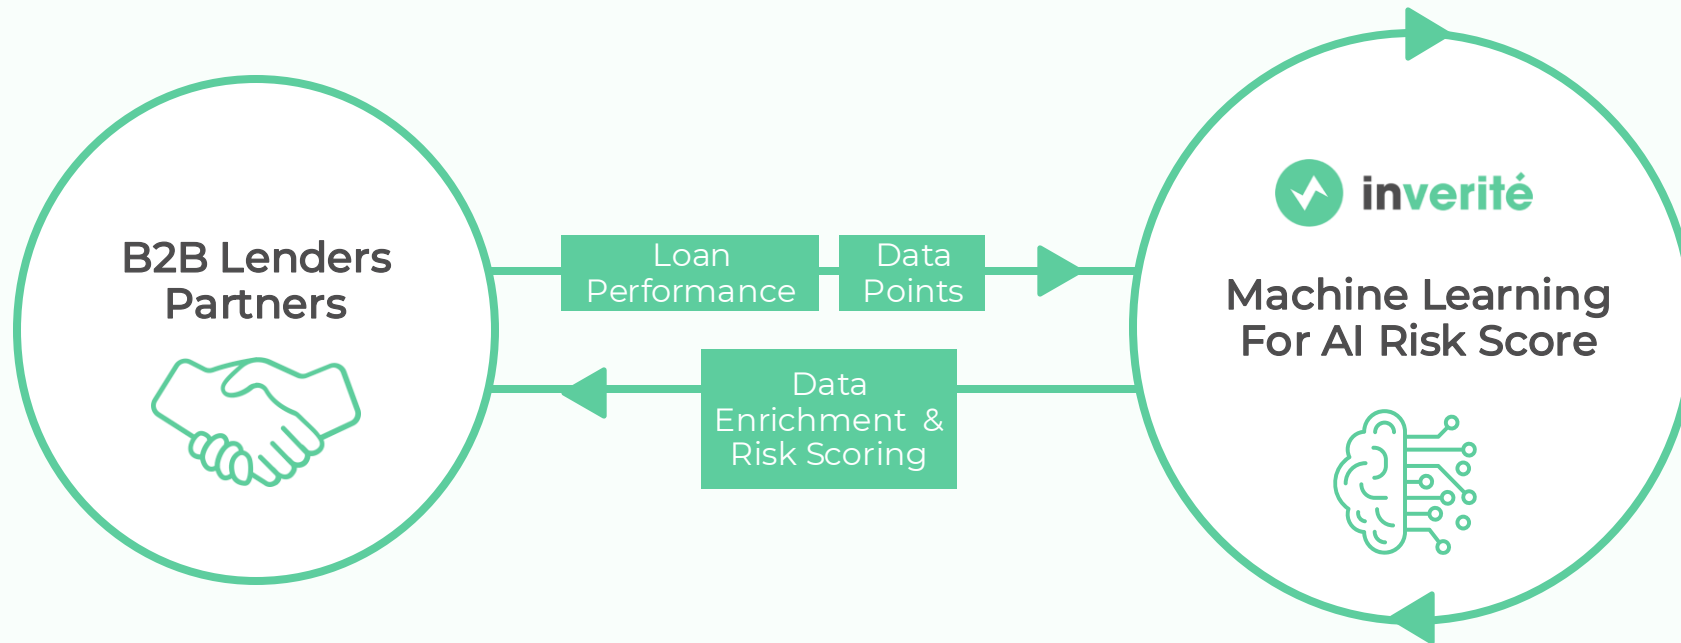 B2B Lenders
Partners
Loan
Performance
Data
Points
Data
Enrichment &
Risk Scoring
inverité
Machine Learning
For AI Risk Score